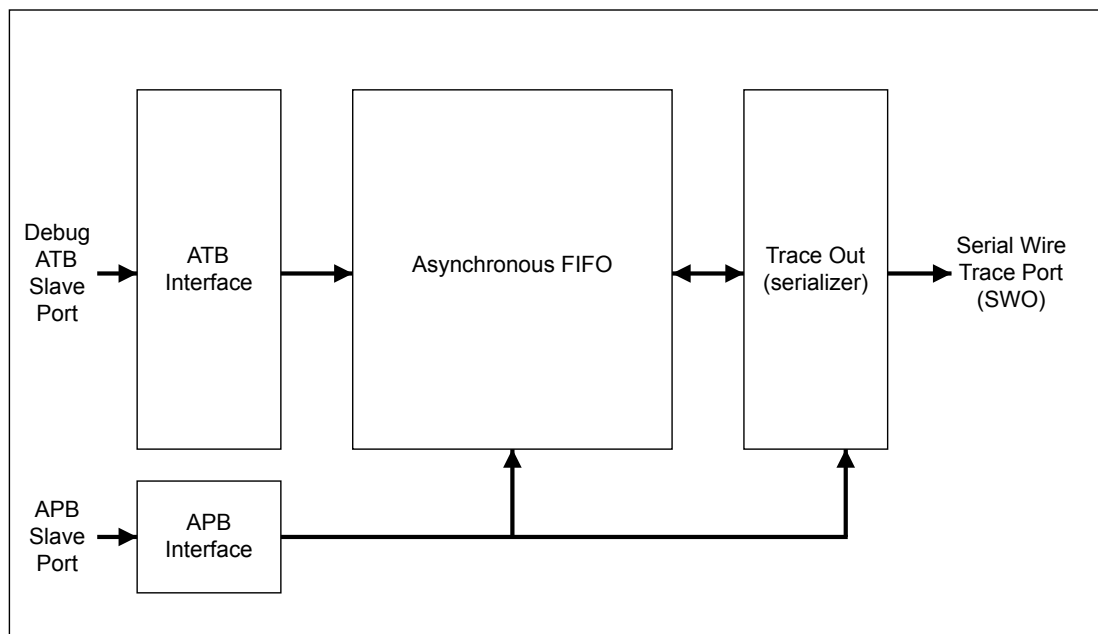 Debug
ATB
Slave
Port
ATB
Interface
Asynchronous FIFO
Trace Out
(serializer)
Serial Wire
Trace Port
(SWO)
APB
Slave
Port
APB
Interface